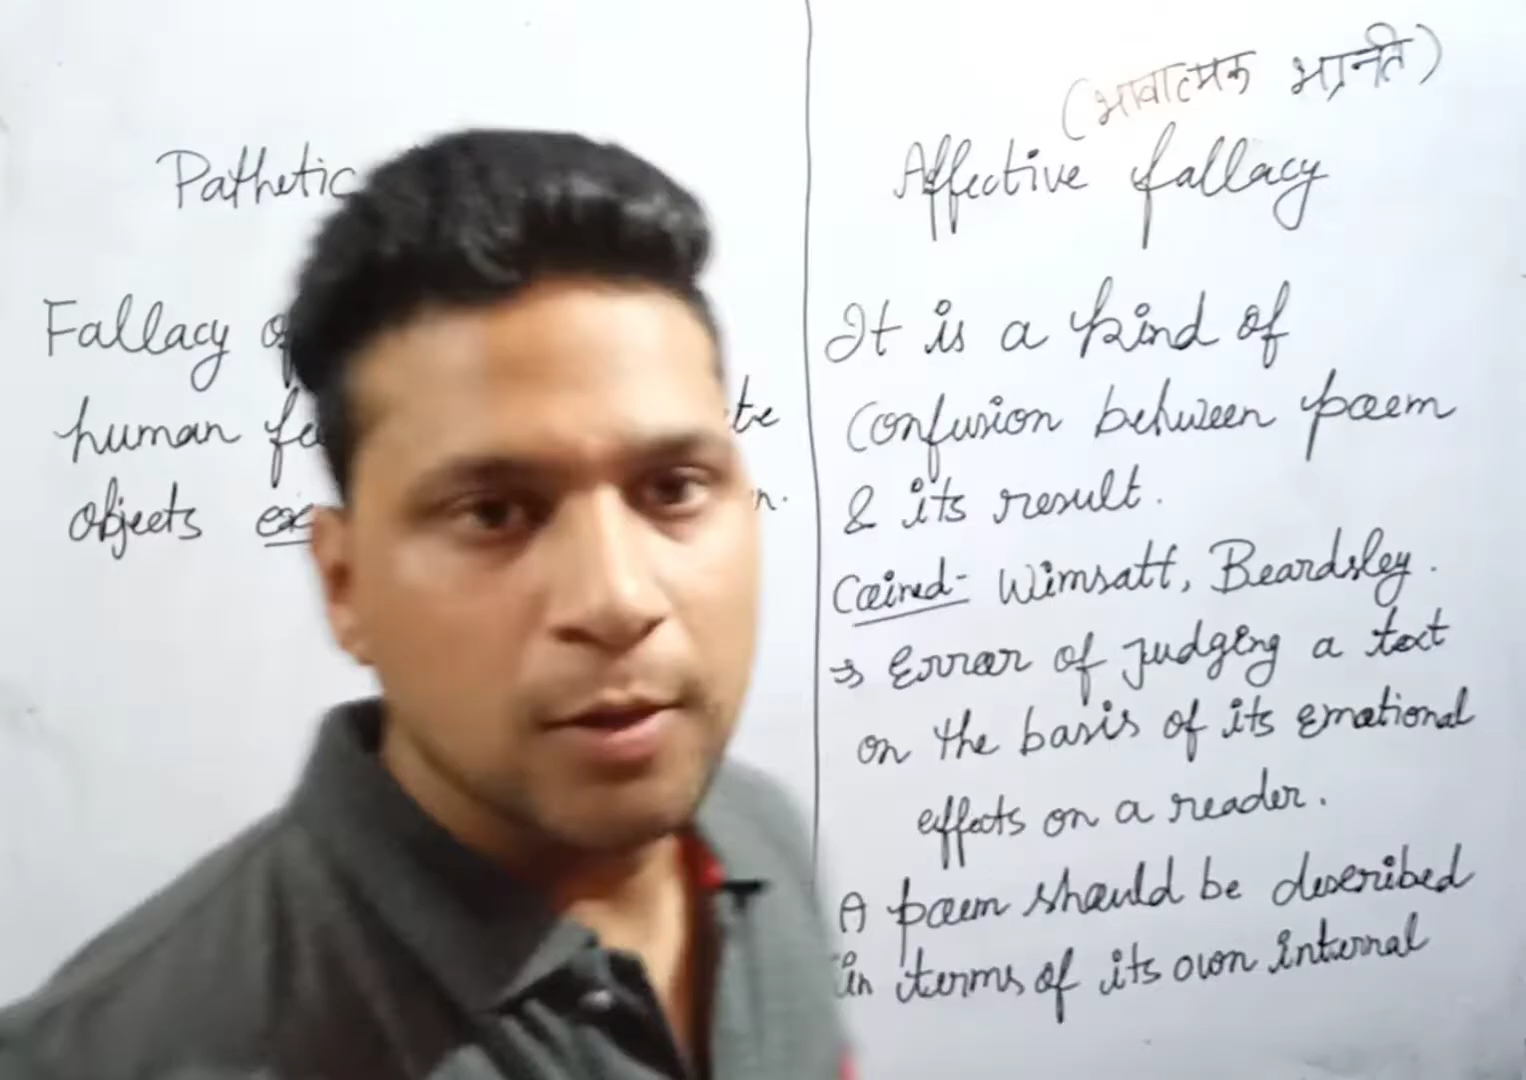 Pathetic
Fallacy of
human
objects
(भावात्मक भ्रान्ति)
Affective fallacy
It is a kind of
Confusion between poem
& its result.
Coined- Wimsatt, Beardsley.
→ Error of judging a text
on the basis of its emotional
effects on a reader.
A poem should be described
in terms of its own internal